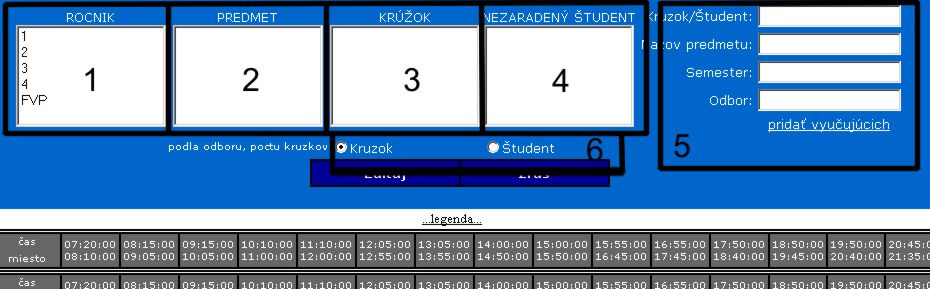 ROCNIK PREDMET KRÚŽOK NEZARADENÝ ŠTUDENT Kruzok/Študent:
1
2
3
4
FVP
1 2 3 4
Nazov predmetu:
Semester:
Odbor:
pridať vyučujúcich
5
podla odboru, poctu kruzkov Kruzok Študent 6
...legenda...
čas 07:20:00 08:15:00 09:15:00 10:10:00 11:10:00 12:05:00 13:05:00 14:00:00 15:00:00 15:55:00 16:55:00 17:50:00 18:50:00 19:50:00 20:45:0
miesto 08:10:00 09:05:00 10:05:00 11:00:00 12:00:00 12:55:00 13:55:00 14:50:00 15:50:00 16:45:00 17:45:00 18:40:00 19:45:00 20:40:00 21:35:0
čas 07:20:00 08:15:00 09:15:00 10:10:00 11:10:00 12:05:00 13:05:00 14:00:00 15:00:00 15:55:00 16:55:00 17:50:00 18:50:00 19:50:00 20:45:0